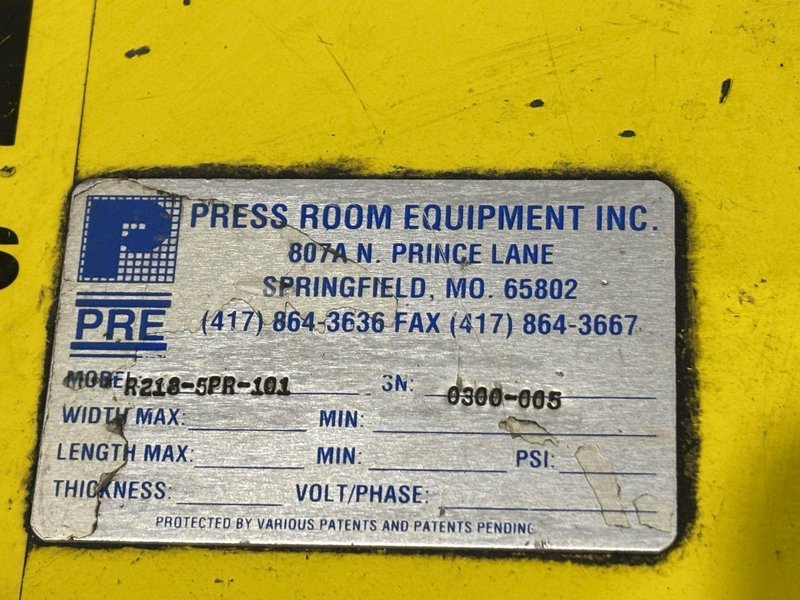 P
PRESS ROOM EQUIPMENT INC.
807A N. PRINCE LANE
SPRINGFIELD, MO. 65802
PRE
(417) 864-3636 FAX (417) 864-3667
MODEL: R218-5PR-101 SN: 0300-005
WIDTH MAX: MIN:
LENGTH MAX: MIN: PSI:
THICKNESS: VOLT/PHASE:
PROTECTED BY VARIOUS PATENTS AND PATENTS PENDING
S